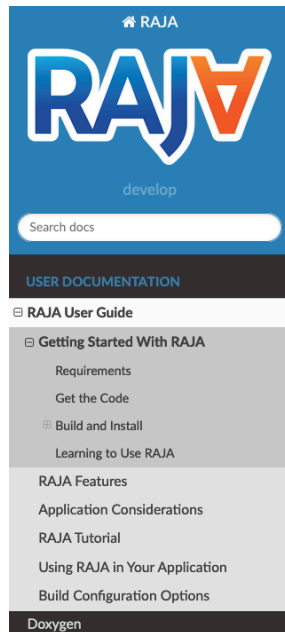 RAJA
RAJA
develop
Search docs
USER DOCUMENTATION
RAJA User Guide
Getting Started With RAJA
Requirements
Get the Code
Build and Install
Learning to Use RAJA
RAJA Features
Application Considerations
RAJA Tutorial
Using RAJA in Your Application
Build Configuration Options
Doxygen